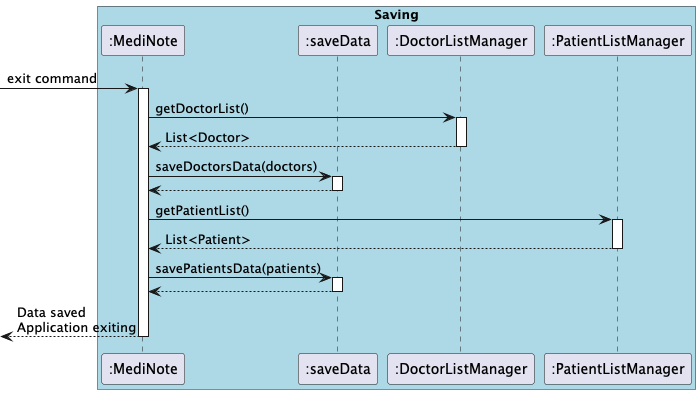 Saving
:MediNote
:saveData
:DoctorListManager
:PatientListManager
exit command
getDoctorList()
List<Doctor>
saveDoctorsData(doctors)
getPatientList()
List<Patient>
savePatientsData(patients)
Data saved
Application exiting
:MediNote
:saveData
:DoctorListManager
:PatientListManager